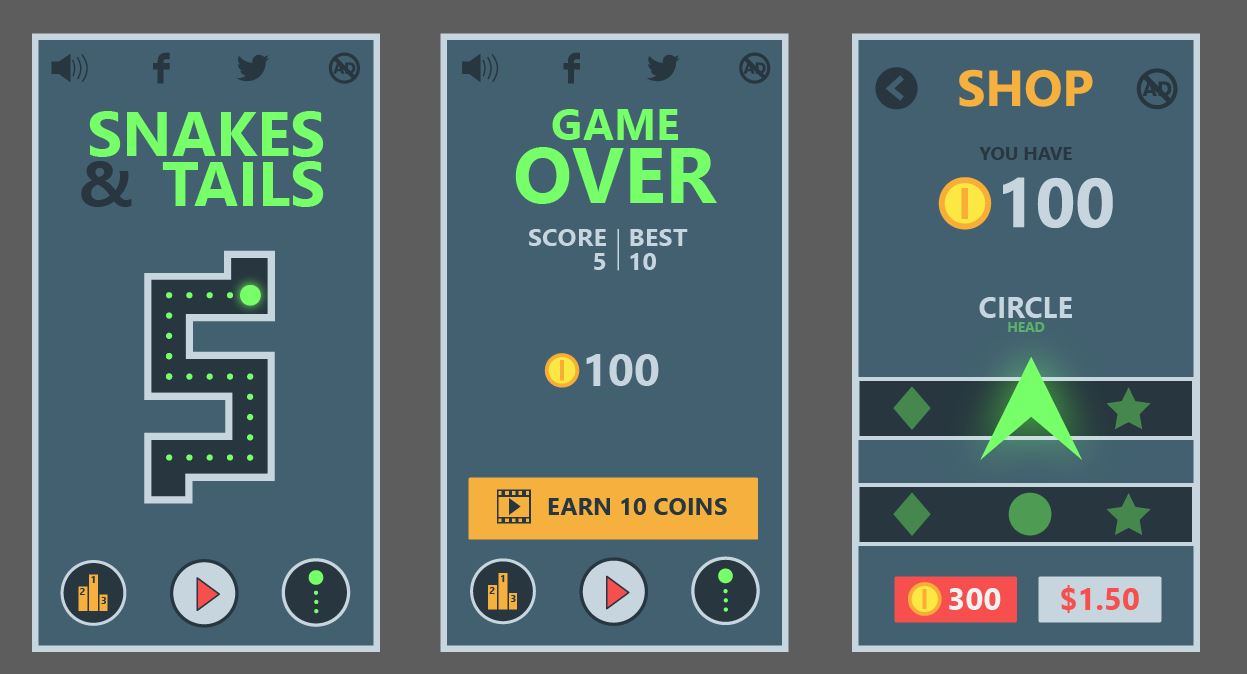 AD
SNAKES
& TAILS
1
2
3
AD
GAME
OVER
SCORE | BEST
5 | 10
100
EARN 10 COINS
1
2
3
SHOP
AD
YOU HAVE
100
CIRCLE
HEAD
300
$1.50